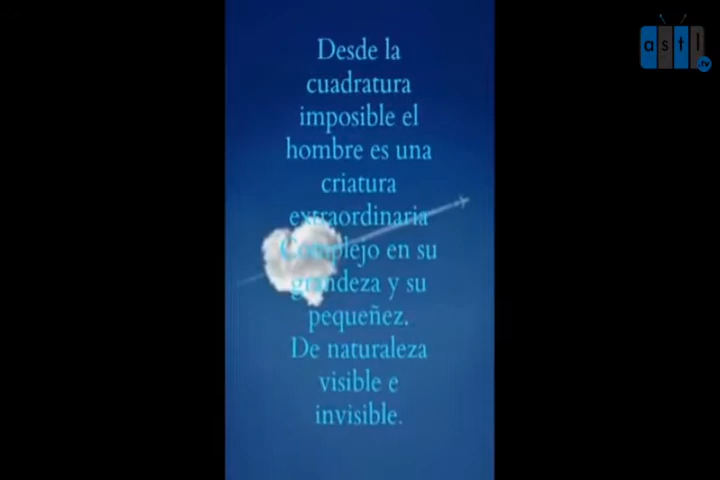 Desde la
cuadratura
imposible el
hombre es una
criatura
extraordinaria
Complejo en su
grandeza y su
pequeñez.
De naturaleza
visible e
invisible.
astl
.tv